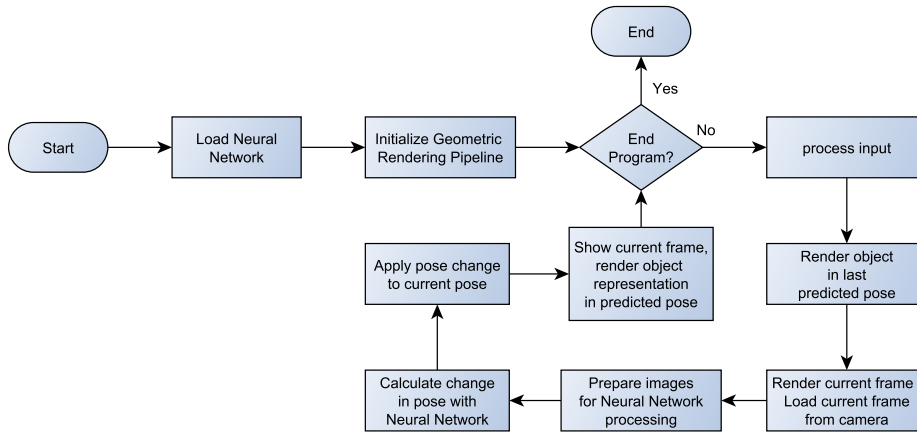 End
Yes
Start
Load Neural
Network
Initialize Geometric
Rendering Pipeline
End
Program?
No
process input
Apply pose change
to current pose
Show current frame,
render object
representation
in predicted pose
Render object
in last
predicted pose
Calculate change
in pose with
Neural Network
Prepare images
for Neural Network
processing
Render current frame
Load current frame
from camera